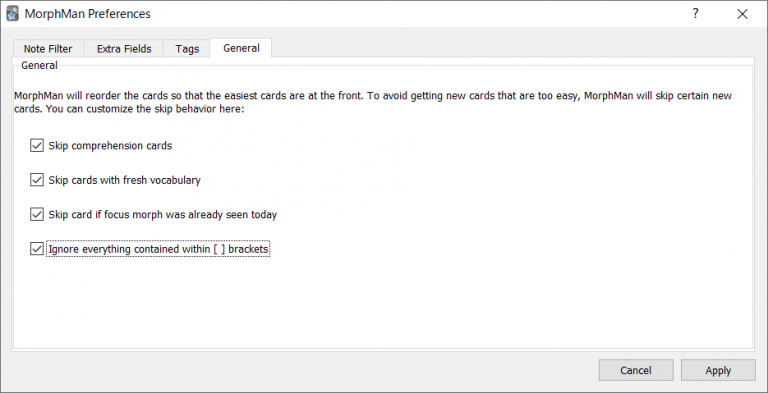 MorphMan Preferences
?
Note Filter Extra Fields Tags General
General
MorphMan will reorder the cards so that the easiest cards are at the front. To avoid getting new cards that are too easy, MorphMan will skip certain new
cards. You can customize the skip behavior here:
Skip comprehension cards
Skip cards with fresh vocabulary
Skip card if focus morph was already seen today
Ignore everything contained within [ ] brackets
Cancel Apply